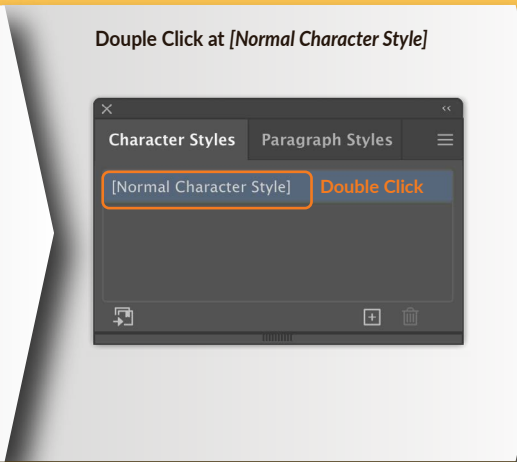 Douple Click at [Normal Character Style]
Character Styles Paragraph Styles
[Normal Character Style] Double Click